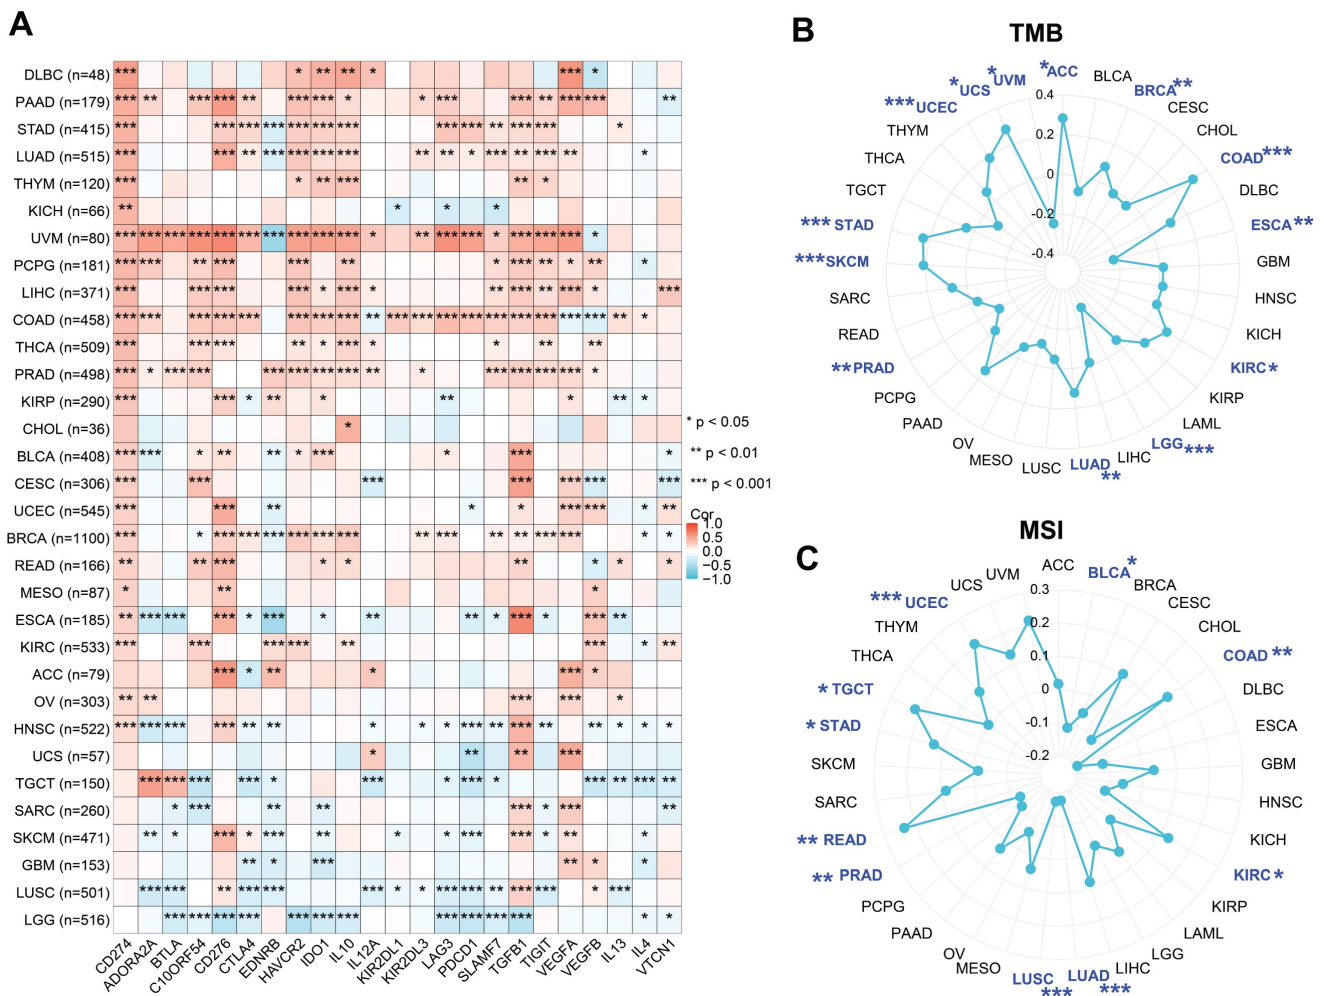 A
DLBC (n=48) *** * ** ** * *** *
PAAD (n=179) *** ** *** *** ** *** *** * * *** *** ** *** *** **
STAD (n=415) *** *** *** *** *** *** *** *** *** ** *** *** *
LUAD (n=515) *** *** ** *** *** *** *** ** ** * *** ** *** ** *
THYM (n=120) *** * ** *** ** *
KICH (n=66) ** * * *
UVM (n=80) *** *** *** *** *** *** *** *** *** *** * ** *** *** * *** *** *** *
PCPG (n=181) *** *** ** *** *** ** * *** ** * ** *
LIHC (n=371) *** *** *** *** * *** * ** *** ** *** * ***
COAD (n=458) *** *** *** *** *** *** *** *** ** *** *** *** *** *** *** *** *** *** ** *
THCA (n=509) *** *** *** ** * *** * * ** **
PRAD (n=498) *** * *** *** *** *** *** *** ** * *** *** *** *** *
KIRP (n=290) *** *** * ** * ** * ** *
CHOL (n=36) *
BLCA (n=408) *** *** * ** ** * *** * *** *
CESC (n=306) *** *** *** *** *** *** ***
UCEC (n=545) *** *** ** * * *** *** * **
BRCA (n=1100) *** * *** *** *** *** *** *** ** *** ** ** *** *** * *
READ (n=166) ** ** *** * * ** * * *
MESO (n=87) * ** *
ESCA (n=185) ** *** *** *** * *** * ** ** * *** * *** **
KIRC (n=533) *** *** *** *** ** *** * **
ACC (n=79) *** * ** * *** *
OV (n=303) ** ** *** *** *
HNSC (n=522) *** *** *** *** ** ** * * * *** ** *** ** ** * * *
UCS (n=57) * ** ** ***
TGCT (n=150) *** *** *** *** * *** * *** * *** ** *** **
SARC (n=260) * *** ** ** *** * *** **
SKCM (n=471) ** * *** * *** ** * * *** *** * ** *
GBM (n=153) ** * *** ** * *
LUSC (n=501) *** *** ** *** *** *** * * *** *** ** *** *** * ***
LGG (n=516) *** *** *** *** *** *** *** *** *** *** *** * *
CD274
ADORA2A
BTLA
C10ORF54
CD276
CTLA4
EDNRB
HAVCR2
IDO1
IL10
IL12A
KIR2DL1
KIR2DL3
LAG3
PDCD1
SLAMF7
TGFB1
TIGIT
VEGFA
VEGFB
IL13
IL4
VTCN1
* p < 0.05
** p < 0.01
*** p < 0.001
Cor
1.0
0.5
0.0
−0.5
−1.0
B
TMB
*ACC
BLCA
BRCA**
CESC
CHOL
COAD***
DLBC
ESCA**
GBM
HNSC
KICH
KIRC*
KIRP
LAML
LGG***
LIHC
LUAD**
LUSC
MESO
OV
PAAD
PCPG
**PRAD
READ
SARC
***SKCM
***STAD
TGCT
THCA
THYM
***UCEC
*UCS
*UVM
0.4
0.2
0
-0.2
-0.4
C
MSI
ACC
BLCA*
BRCA
CESC
CHOL
COAD**
DLBC
ESCA
GBM
HNSC
KICH
KIRC*
KIRP
LAML
LGG
LIHC
LUAD***
LUSC***
MESO
OV
PAAD
PCPG
**PRAD
**READ
SARC
SKCM
*STAD
*TGCT
THCA
THYM
***UCEC
UCS
UVM
0.3
0.1
0.1
0
-0.1
-0.2